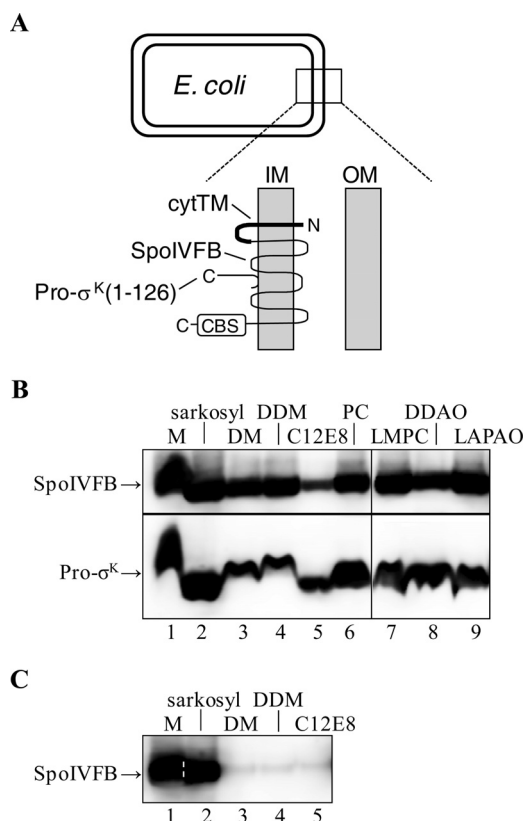 A
E. coli
IM OM
cytTM N
SpoIVFB
Pro-σK(1-126) C
C CBS
B
sarkosyl DDM PC DDAO
M DM C12E8 LMPC LAPAO
SpoIVFB→
Pro-σK→
1 2 3 4 5 6 7 8 9
C
sarkosyl DDM
M DM C12E8
SpoIVFB→
1 2 3 4 5